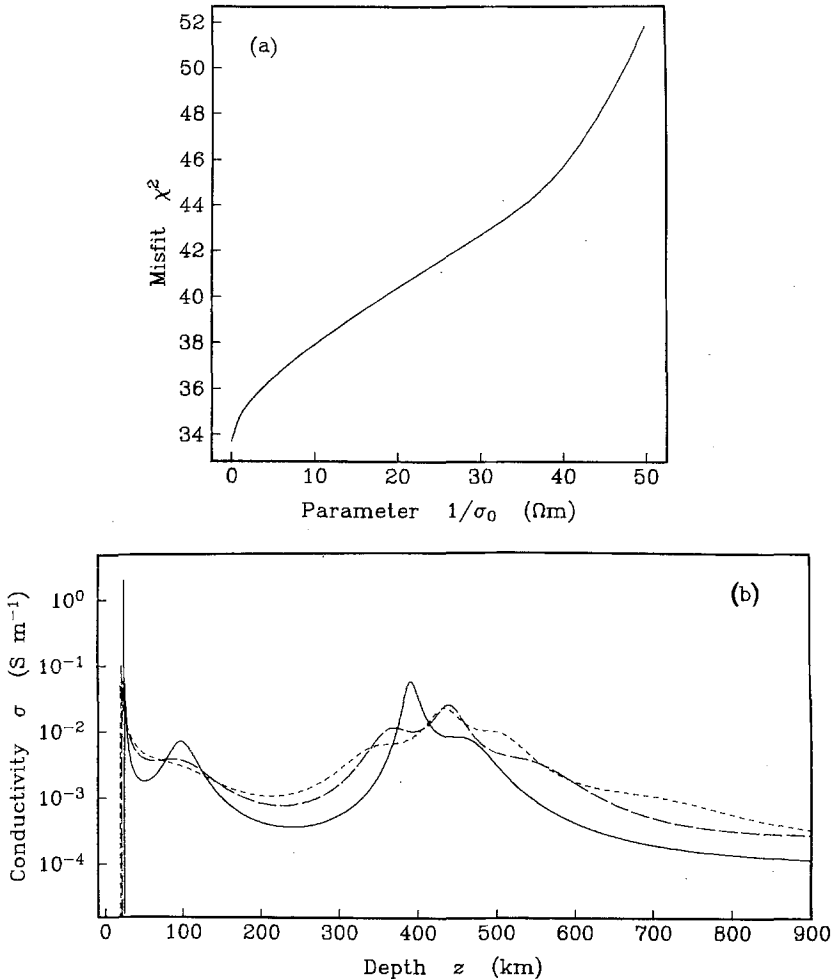 (a)
52
50
48
46
44
42
40
38
36
34
Misfit χ²
0 10 20 30 40 50
Parameter 1/σ₀ (Ωm)
(b)
10⁰
10⁻¹
10⁻²
10⁻³
10⁻⁴
Conductivity σ (S m⁻¹)
0 100 200 300 400 500 600 700 800 900
Depth z (km)